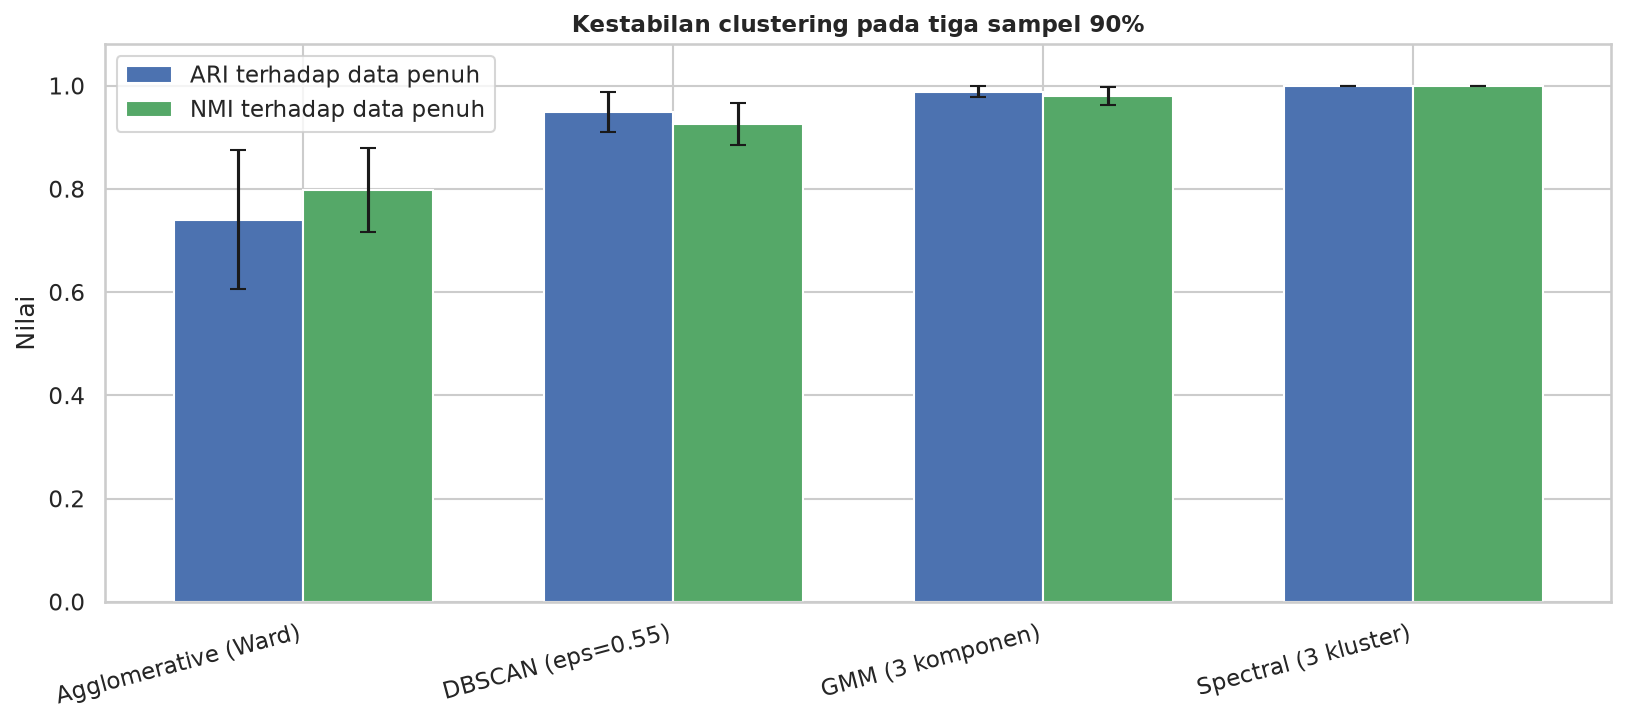 Kestabilan clustering pada tiga sampel 90%
ARI terhadap data penuh
NMI terhadap data penuh
Nilai
1.0
0.8
0.6
0.4
0.2
0.0
Agglomerative (Ward)
DBSCAN (eps=0.55)
GMM (3 komponen)
Spectral (3 kluster)